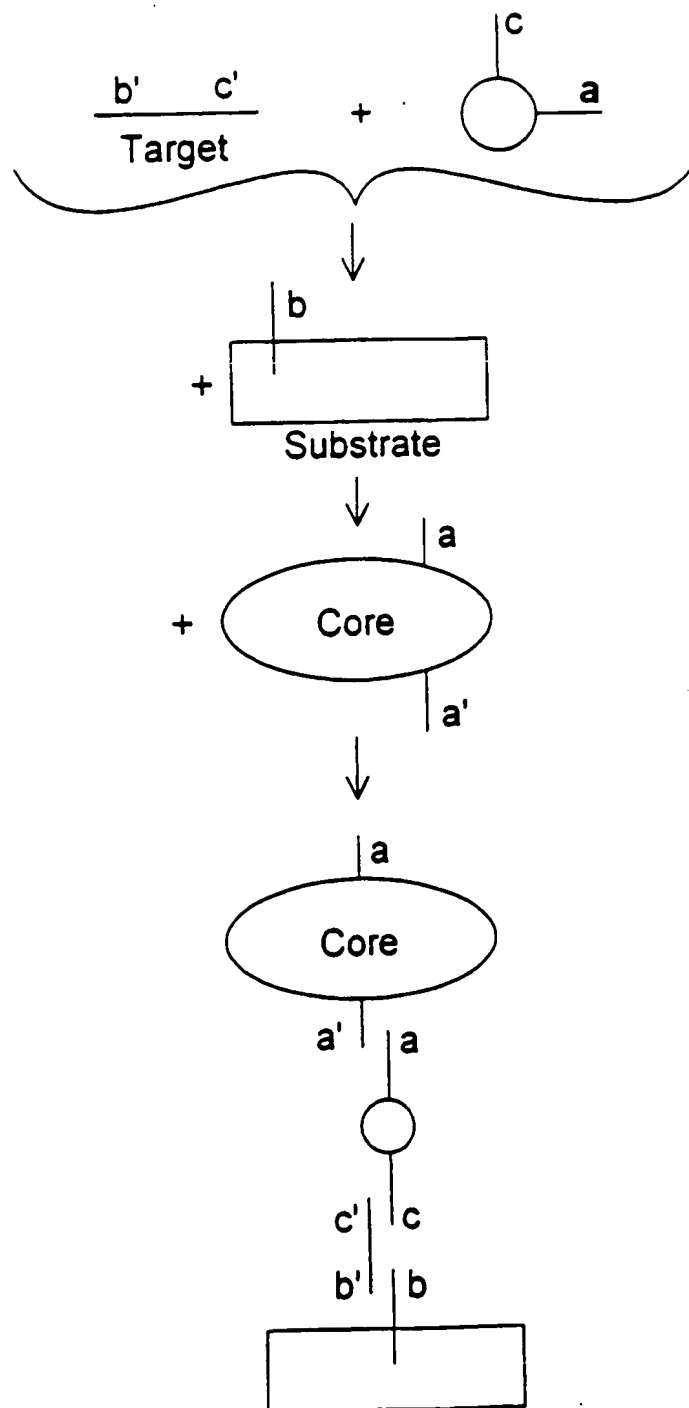 c
b' c' + a
Target
b
+
Substrate
a
+ Core
a'
a
Core
a' a
c' c
b' b